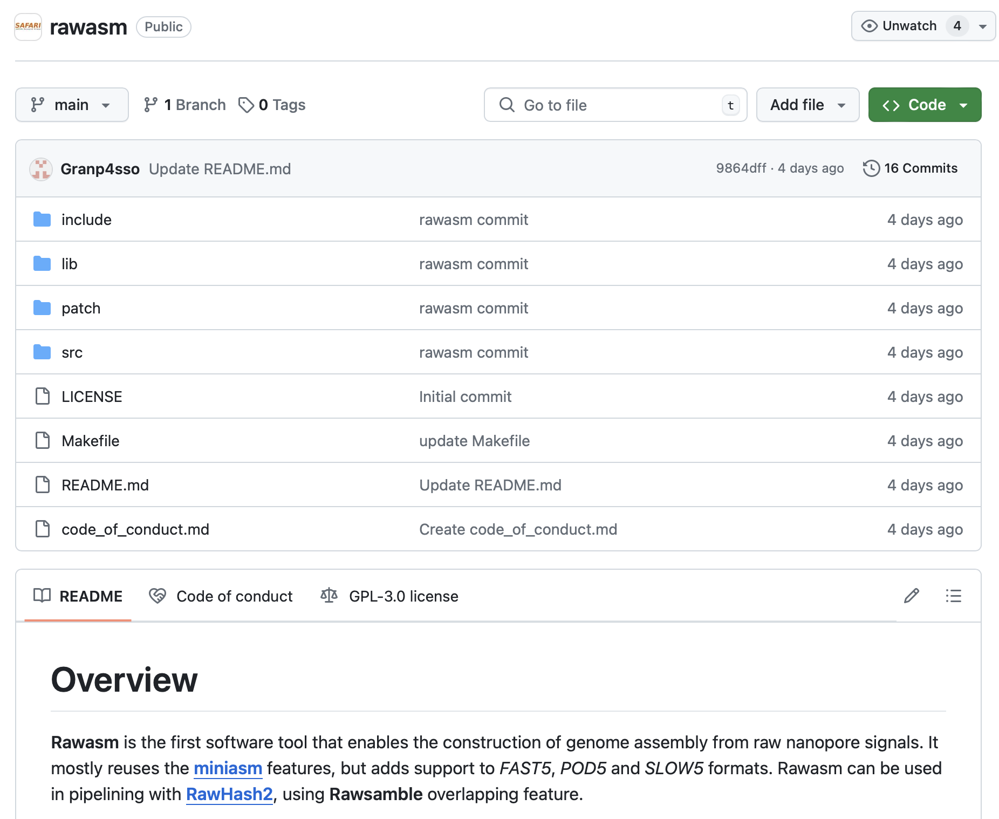 SAFARI
rawasm Public
Unwatch 4
main 1 Branch 0 Tags Go to file t Add file Code
Granp4sso Update README.md 9864dff · 4 days ago 16 Commits
include rawasm commit 4 days ago
lib rawasm commit 4 days ago
patch rawasm commit 4 days ago
src rawasm commit 4 days ago
LICENSE Initial commit 4 days ago
Makefile update Makefile 4 days ago
README.md Update README.md 4 days ago
code_of_conduct.md Create code_of_conduct.md 4 days ago
README Code of conduct GPL-3.0 license
Overview
Rawasm is the first software tool that enables the construction of genome assembly from raw nanopore signals. It
mostly reuses the miniasm features, but adds support to FAST5, POD5 and SLOW5 formats. Rawasm can be used
in pipelining with RawHash2, using Rawsamble overlapping feature.